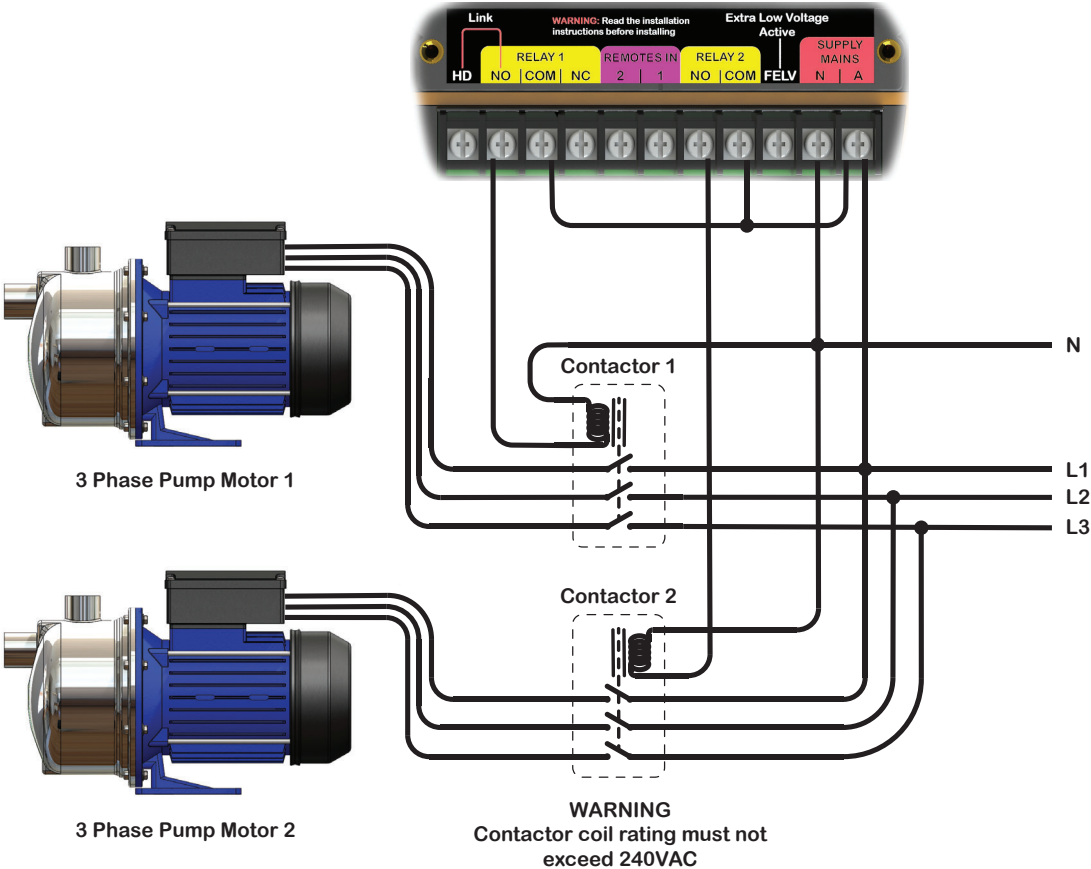 Link
WARNING: Read the installation
instructions before installing
Extra Low Voltage
Active
SUPPLY
MAINS
RELAY 1
REMOTES IN
RELAY 2
HD NO COM NC 2 1 NO COM FELV N A
N
Contactor 1
L1
3 Phase Pump Motor 1
L2
L3
Contactor 2
WARNING
3 Phase Pump Motor 2
Contactor coil rating must not
exceed 240VAC